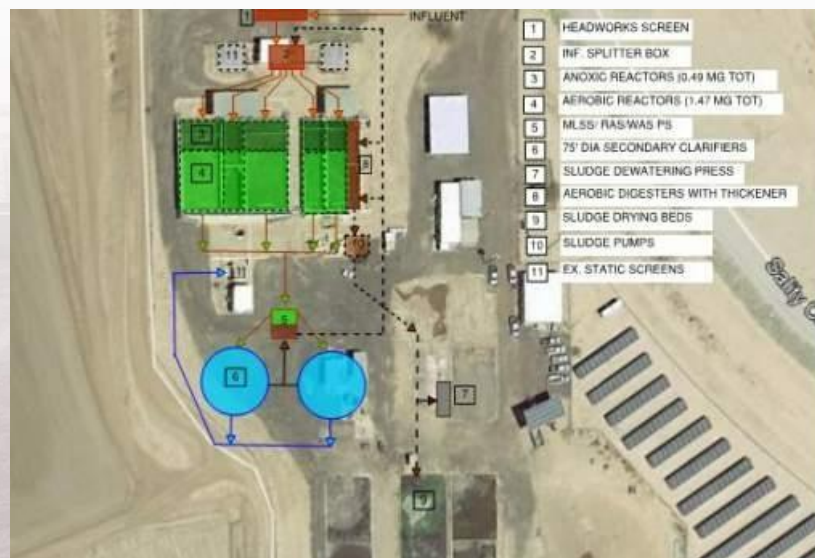 INFLUENT
1 HEADWORKS SCREEN
2 INF. SPLITTER BOX
3 ANOXIC REACTORS (0.49 MG TOT)
4 AEROBIC REACTORS (1.47 MG TOT)
5 MLSS/ RAS/WAS PS
6 75' DIA SECONDARY CLARIFIERS
7 SLUDGE DEWATERING PRESS
8 AEROBIC DIGESTERS WITH THICKENER
9 SLUDGE DRYING BEDS
10 SLUDGE PUMPS
11 EX. STATIC SCREENS
1
11
2
3
4
8
10
11
5
6
7
9